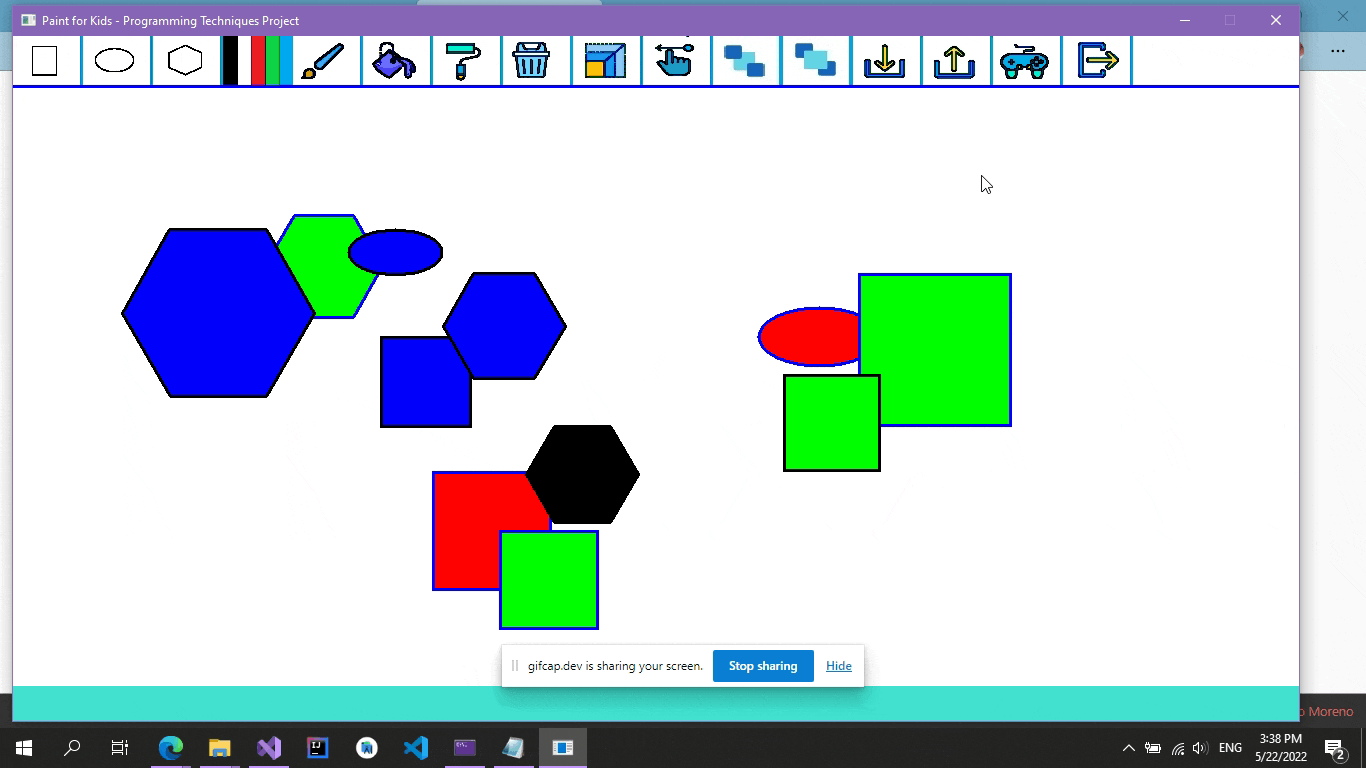 Paint for Kids - Programming Techniques Project
gifcap.dev is sharing your screen.
Stop sharing
Hide
Moreno
IJ
ENG
3:38 PM
5/22/2022
2